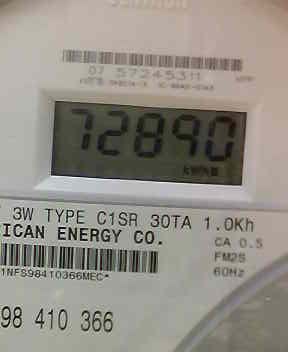 07 57245311
72890
3W TYPE C1SR 30TA 1.0Kh
ICAN ENERGY CO.
CA 0.5
FM2S
60Hz
1NFS98410366MEC*
98 410 366